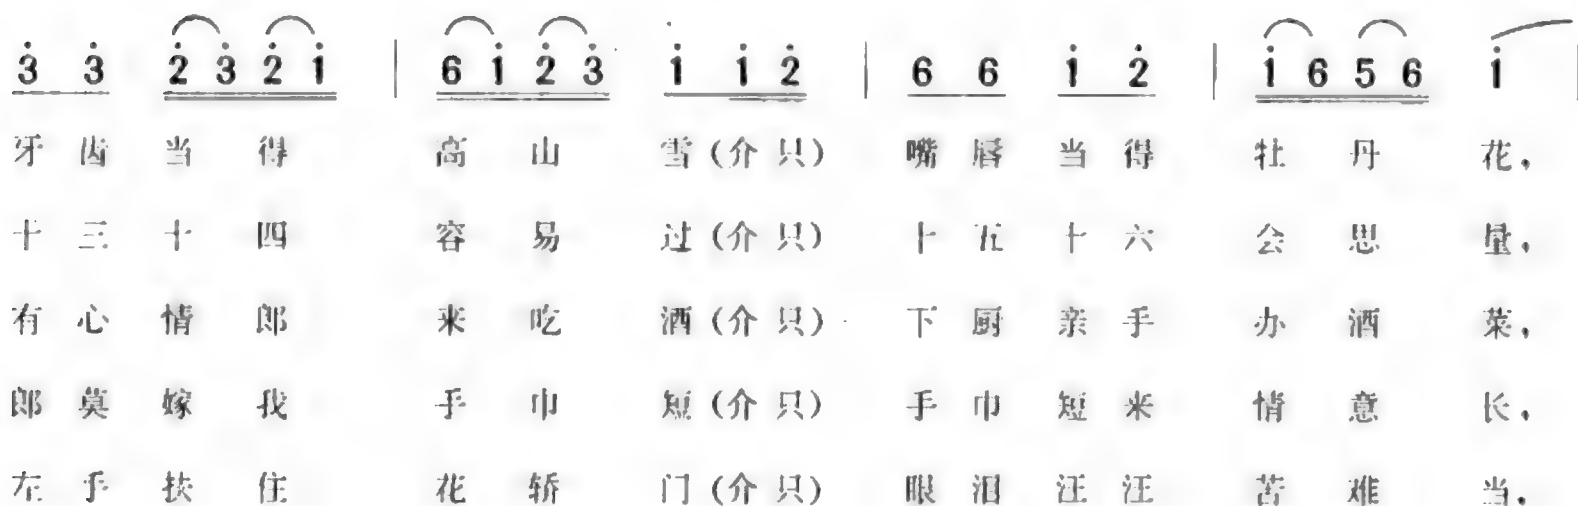 3̇ 3̇ 2̇ 3̇ 2̇ 1̇ | 6 1̇ 2̇ 3̇ 1̇ 1̇ 2̇ | 6 6 1̇ 2̇ | 1̇ 6 5 6 1̇ |
牙齿当得高山雪(介只)嘴唇当得牡丹花,
十三十四容易过(介只)十五十六会思量,
有心情郎来吃酒(介只)下厨亲手办酒菜,
郎莫嫁我手巾短(介只)手巾短来情意长,
左手扶住花轿门(介只)眼泪汪汪苦难当,